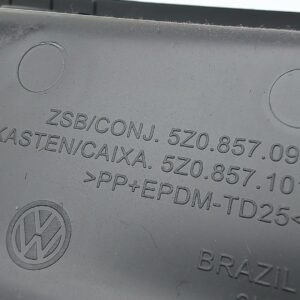 ZSB/CONJ. 5Z0.857.09
KASTEN/CAIXA. 5Z0.857.10
>PP+EPDM-TD25<
BRAZIL